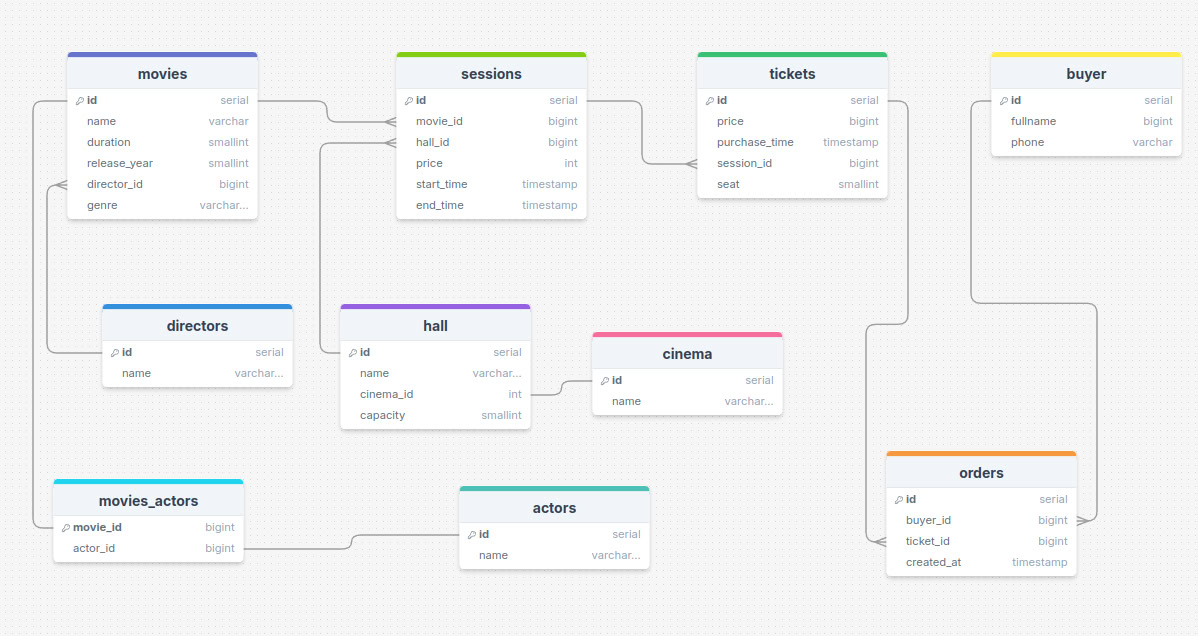 movies
id serial
name varchar
duration smallint
release_year smallint
director_id bigint
genre varchar...
sessions
id serial
movie_id bigint
hall_id bigint
price int
start_time timestamp
end_time timestamp
tickets
id serial
price bigint
purchase_time timestamp
session_id bigint
seat smallint
buyer
id serial
fullname bigint
phone varchar
directors
id serial
name varchar...
hall
id serial
name varchar...
cinema_id int
capacity smallint
cinema
id serial
name varchar...
movies_actors
movie_id bigint
actor_id bigint
actors
id serial
name varchar...
orders
id serial
buyer_id bigint
ticket_id bigint
created_at timestamp